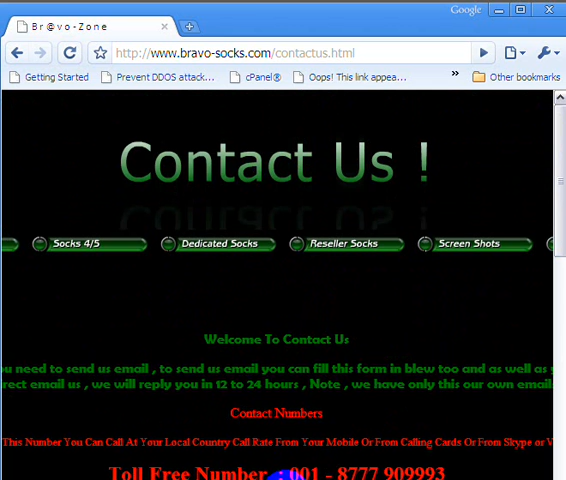 Google
Br@vo-Zone
http://www.bravo-socks.com/contactus.html
Getting Started Prevent DDOS attack... cPanel® Oops! This link appea... » Other bookmarks
Contact Us !
Socks 4/5 Dedicated Socks Reseller Socks Screen Shots
Welcome To Contact Us
ou need to send us email , to send us email you can fill this form in blew too and as well as y
rect email us , we will reply you in 12 to 24 hours , Note , we have only this our own email
Contact Numbers
This Number You Can Call At Your Local Country Call Rate From Your Mobile Or From Calling Cards Or From Skype or V
Toll Free Number : 001 - 8777 909993